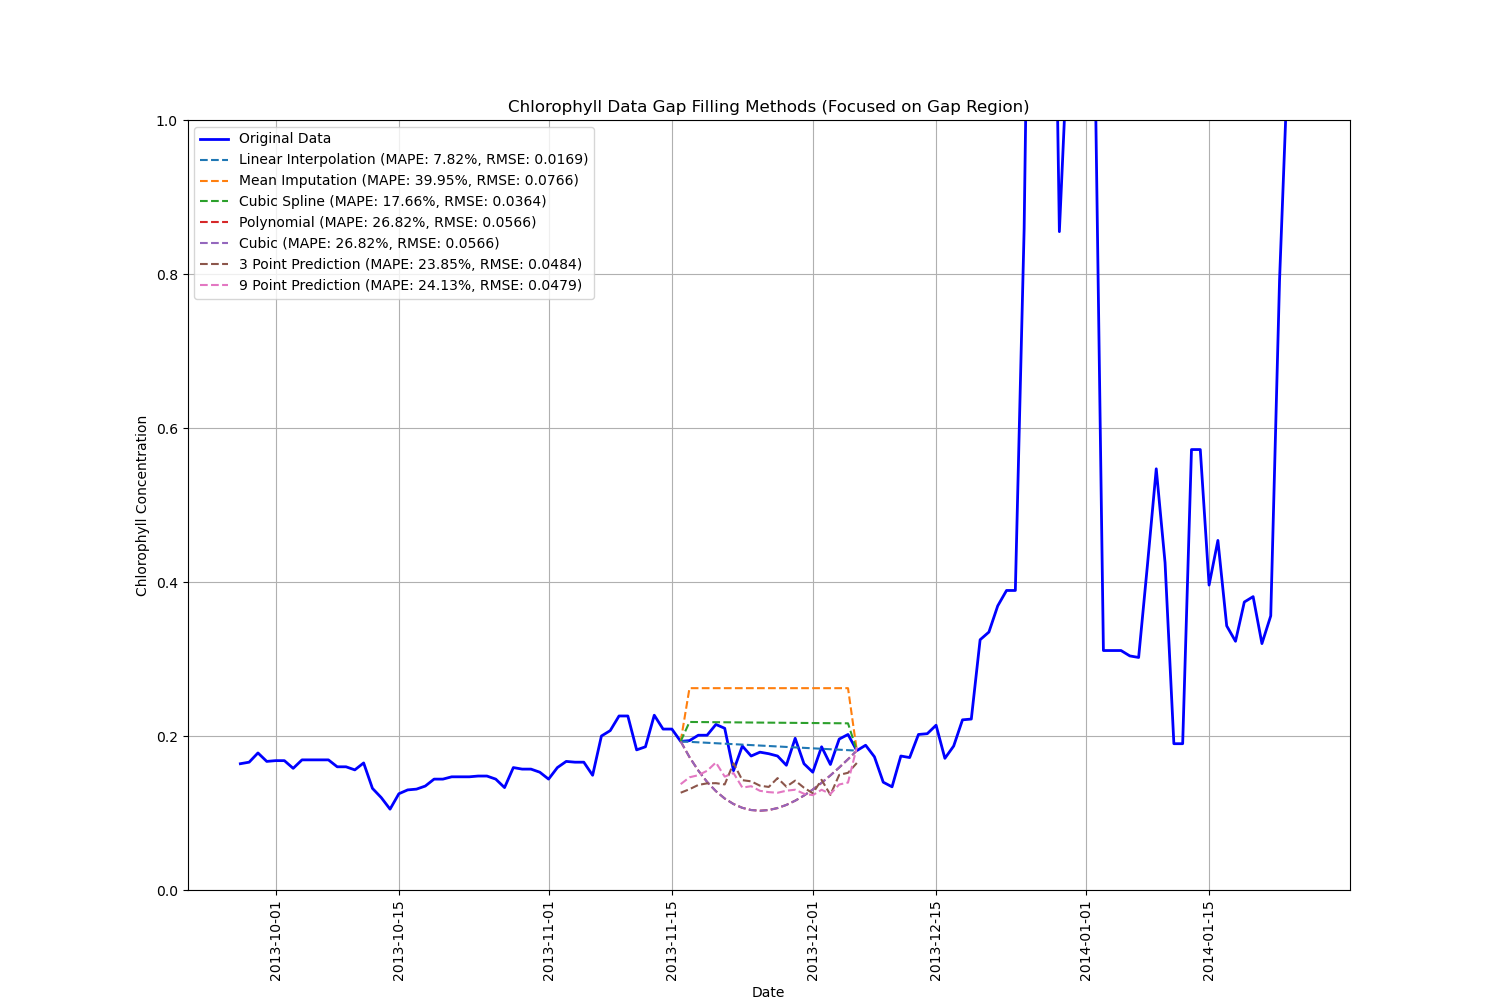 Chlorophyll Data Gap Filling Methods (Focused on Gap Region)
Original Data
Linear Interpolation (MAPE: 7.82%, RMSE: 0.0169)
Mean Imputation (MAPE: 39.95%, RMSE: 0.0766)
Cubic Spline (MAPE: 17.66%, RMSE: 0.0364)
Polynomial (MAPE: 26.82%, RMSE: 0.0566)
Cubic (MAPE: 26.82%, RMSE: 0.0566)
3 Point Prediction (MAPE: 23.85%, RMSE: 0.0484)
9 Point Prediction (MAPE: 24.13%, RMSE: 0.0479)
Chlorophyll Concentration
1.0
0.8
0.6
0.4
0.2
0.0
2013-10-01
2013-10-15
2013-11-01
2013-11-15
2013-12-01
2013-12-15
2014-01-01
2014-01-15
Date